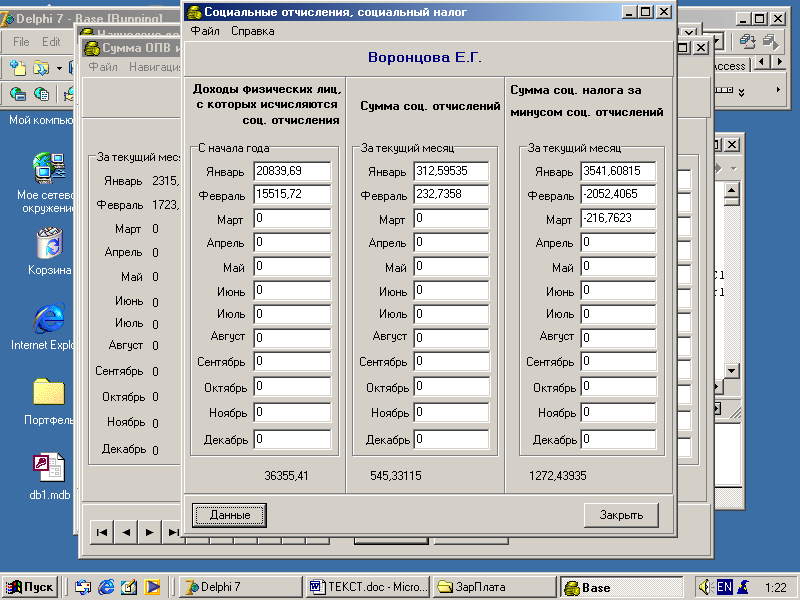 Delphi 7 - Base [Running]
File Edit
Access
Мой компью
Мое сетево
окружени
Корзина
Internet Explo
Портфель
db1.mdb
Сумма ОПВ и
Файл Навигаци
За текущий меся
Январь 2315,
Февраль 1723,
Март 0
Апрель 0
Май 0
Июнь 0
Июль 0
Август 0
Сентябрь 0
Октябрь 0
Ноябрь 0
Декабрь 0
Социальные отчисления, социальный налог
Файл Справка
Воронцова Е.Г.
Доходы физических лиц,
с которых исчисляются
соц. отчисления
С начала года
Январь 20839,69
Февраль 15515,72
Март 0
Апрель 0
Май 0
Июнь 0
Июль 0
Август 0
Сентябрь 0
Октябрь 0
Ноябрь 0
Декабрь 0
36355,41
Сумма соц. отчислений
За текущий месяц
Январь 312,59535
Февраль 232,7358
Март 0
Апрель 0
Май 0
Июнь 0
Июль 0
Август 0
Сентябрь 0
Октябрь 0
Ноябрь 0
Декабрь 0
545,33115
Сумма соц. налога за
минусом соц. отчислений
За текущий месяц
Январь 3541,60815
Февраль -2052,4065
Март -216,7623
Апрель 0
Май 0
Июнь 0
Июль 0
Август 0
Сентябрь 0
Октябрь 0
Ноябрь 0
Декабрь 0
1272,43935
Данные
Закрыть
Пуск
Delphi 7
ТЕКСТ.doc - Micro...
ЗарПлата
Base
EN
1:22